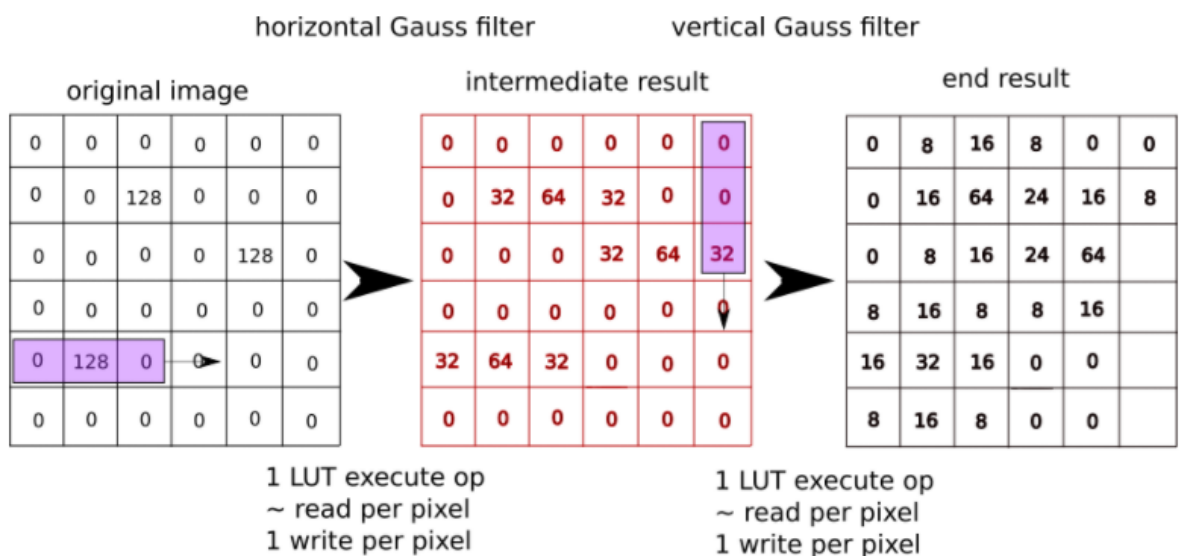 horizontal Gauss filter vertical Gauss filter
original image intermediate result end result
0 0 0 0 0 0
0 0 128 0 0 0
0 0 0 0 128 0
0 0 0 0 0 0
0 128 0 0 0 0
0 0 0 0 0 0
0 0 0 0 0 0
0 32 64 32 0 0
0 0 0 32 64 32
0 0 0 0 0 0
32 64 32 0 0 0
0 0 0 0 0 0
0 8 16 8 0 0
0 16 64 24 16 8
0 8 16 24 64
8 16 8 8 16
16 32 16 0 0
8 16 8 0 0
1 LUT execute op
~ read per pixel
1 write per pixel
1 LUT execute op
~ read per pixel
1 write per pixel